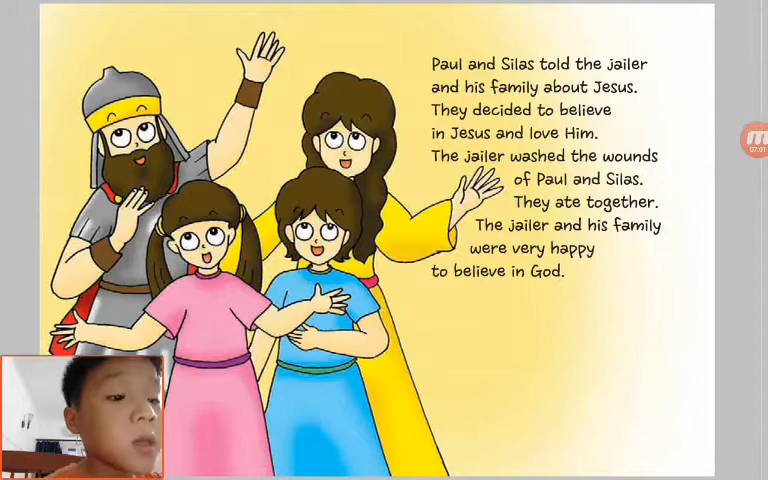 Paul and Silas told the jailer
and his family about Jesus.
They decided to believe
in Jesus and love Him.
The jailer washed the wounds
of Paul and Silas.
They ate together.
The jailer and his family
were very happy
to believe in God.
07:01